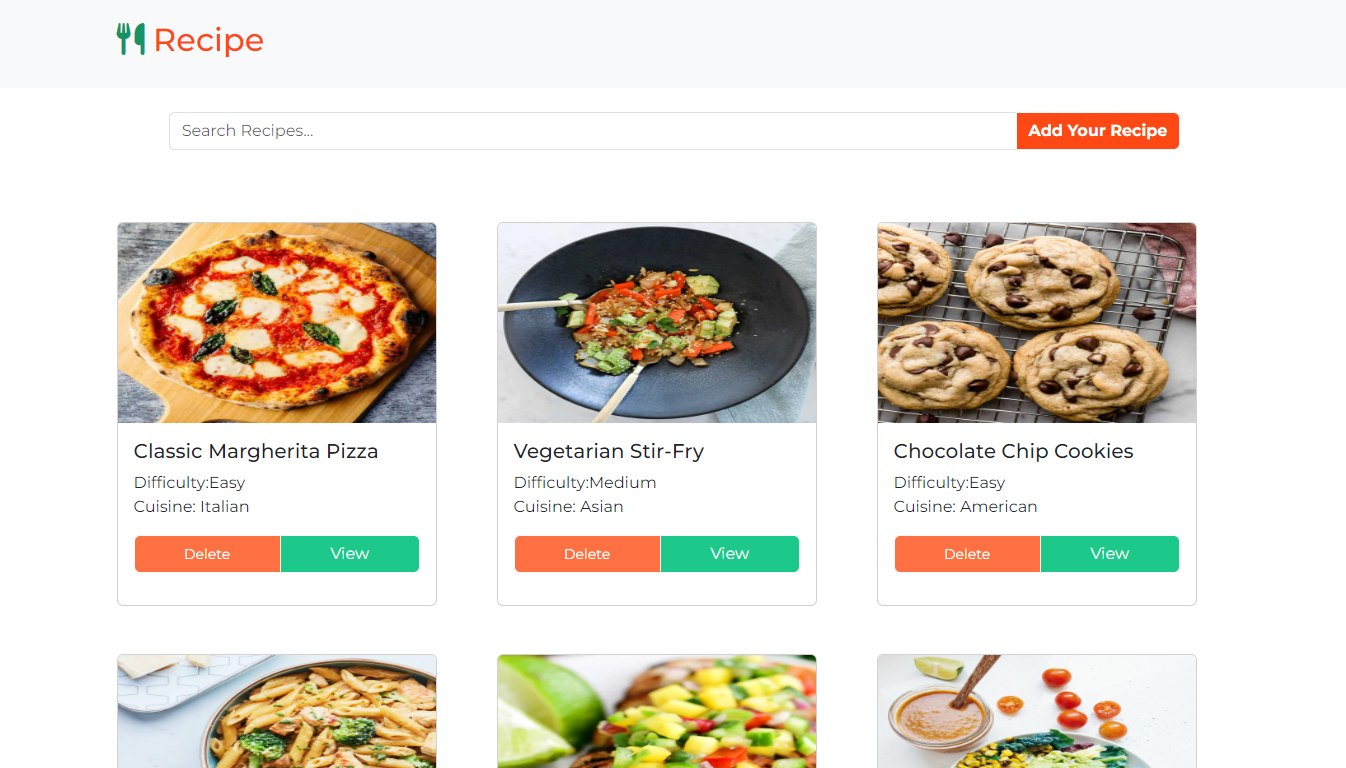 Recipe
Search Recipes...
Add Your Recipe
Classic Margherita Pizza
Difficulty:Easy
Cuisine: Italian
Delete
View
Vegetarian Stir-Fry
Difficulty:Medium
Cuisine: Asian
Delete
View
Chocolate Chip Cookies
Difficulty:Easy
Cuisine: American
Delete
View